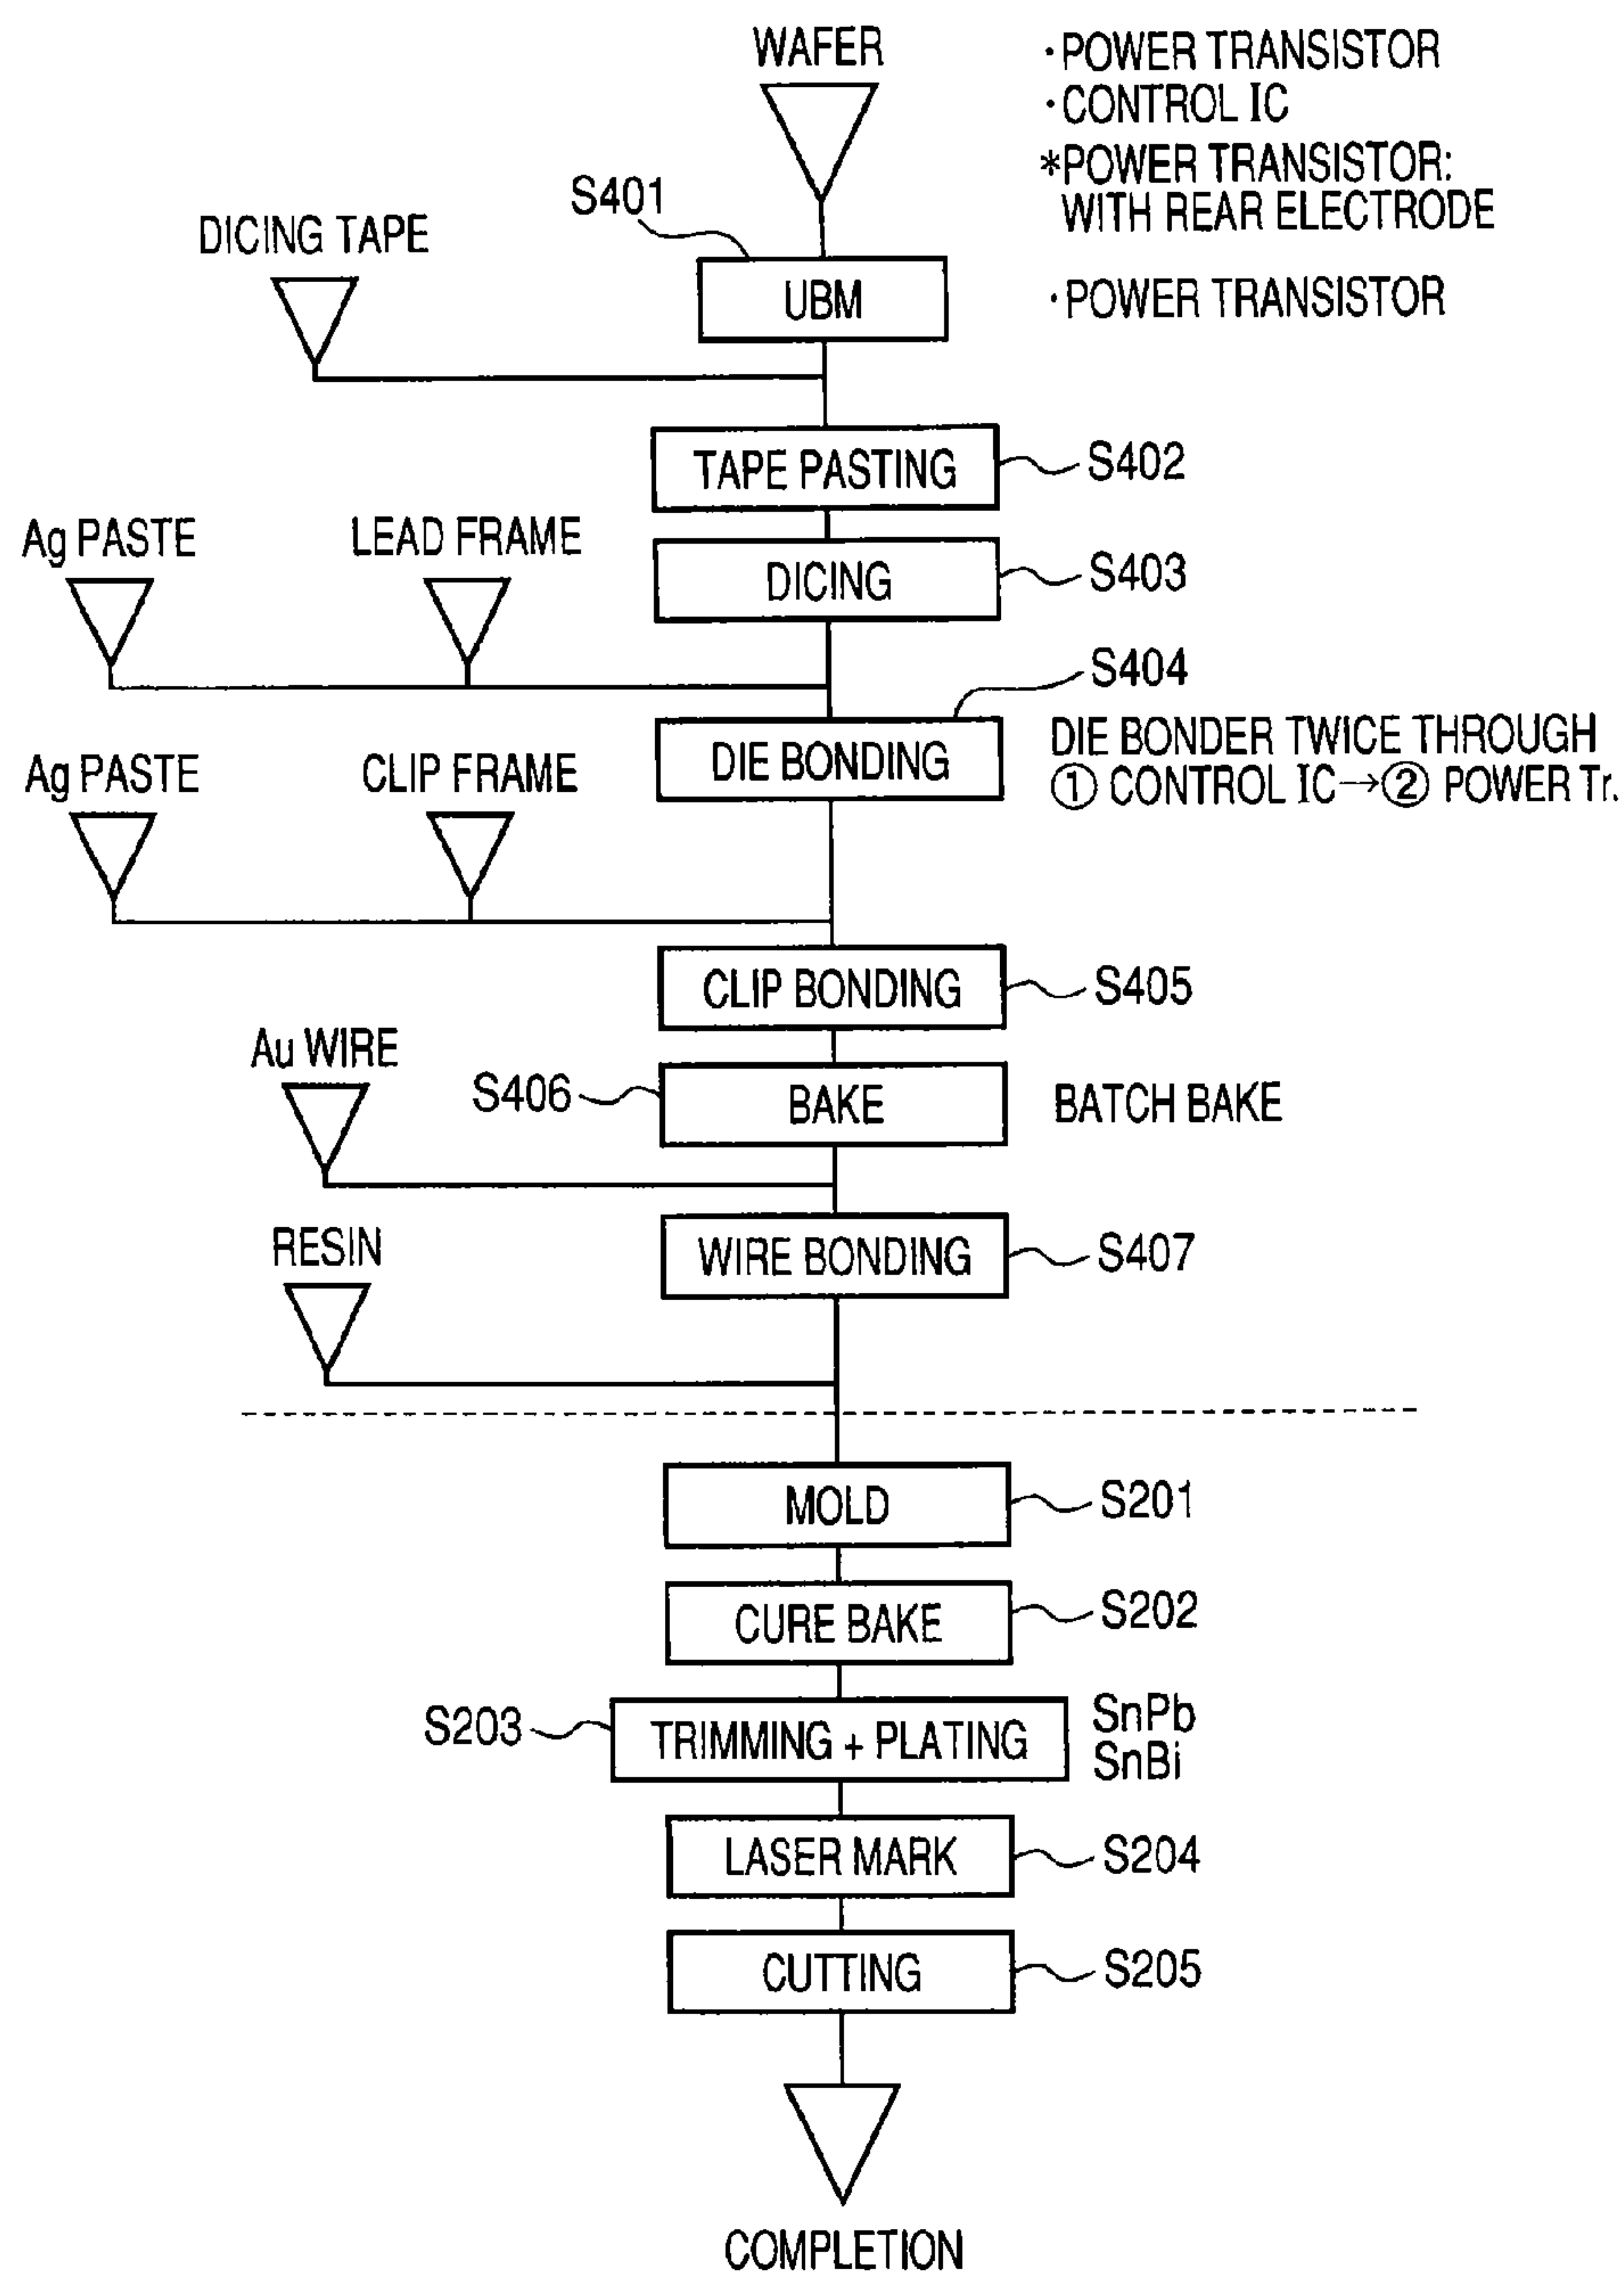 WAFER
·POWER TRANSISTOR
·CONTROL IC
*POWER TRANSISTOR:
WITH REAR ELECTRODE
S401
DICING TAPE
UBM
·POWER TRANSISTOR
TAPE PASTING
S402
Ag PASTE
LEAD FRAME
DICING
S403
S404
DIE BONDING
DIE BONDER TWICE THROUGH
① CONTROL IC→② POWER Tr.
Ag PASTE
CLIP FRAME
CLIP BONDING
S405
Au WIRE
S406
BAKE
BATCH BAKE
RESIN
WIRE BONDING
S407
MOLD
S201
CURE BAKE
S202
S203
TRIMMING + PLATING
SnPb
SnBi
LASER MARK
S204
CUTTING
S205
COMPLETION